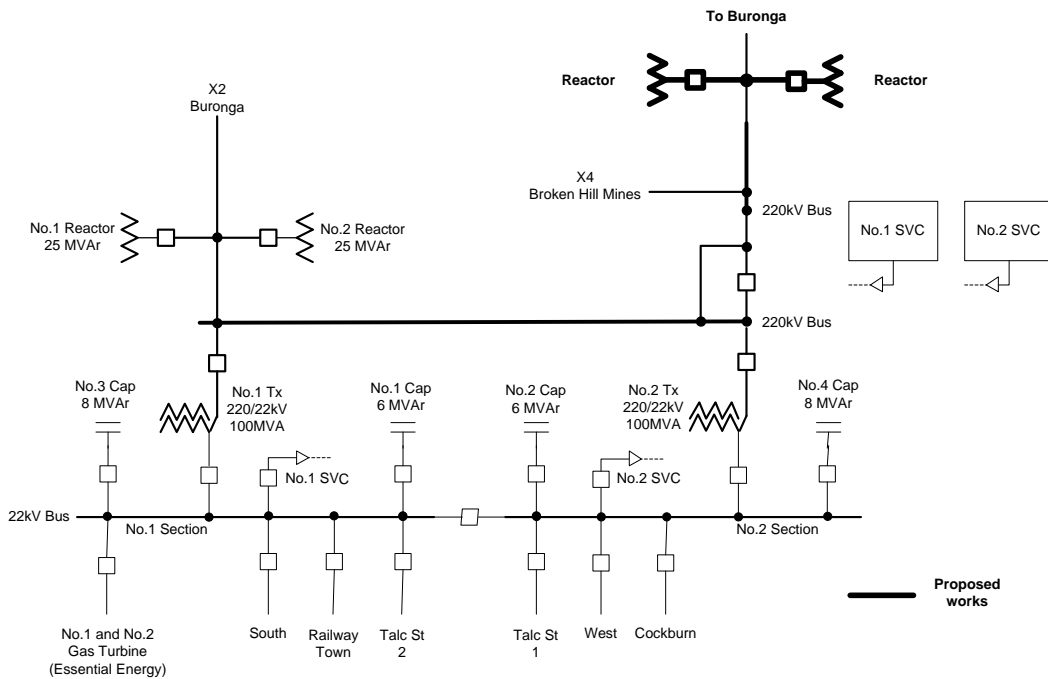 To Buronga
Reactor
Reactor
X2
Buronga
X4
Broken Hill Mines
220kV Bus
No.1 SVC
No.2 SVC
No.1 Reactor
25 MVAr
No.2 Reactor
25 MVAr
220kV Bus
No.3 Cap
8 MVAr
No.1 Tx
220/22kV
100MVA
No.1 Cap
6 MVAr
No.2 Cap
6 MVAr
No.2 Tx
220/22kV
100MVA
No.4 Cap
8 MVAr
No.1 SVC
No.2 SVC
22kV Bus
No.1 Section
No.2 Section
No.1 and No.2
Gas Turbine
(Essential Energy)
South
Railway
Town
Talc St
2
Talc St
1
West
Cockburn
Proposed
works